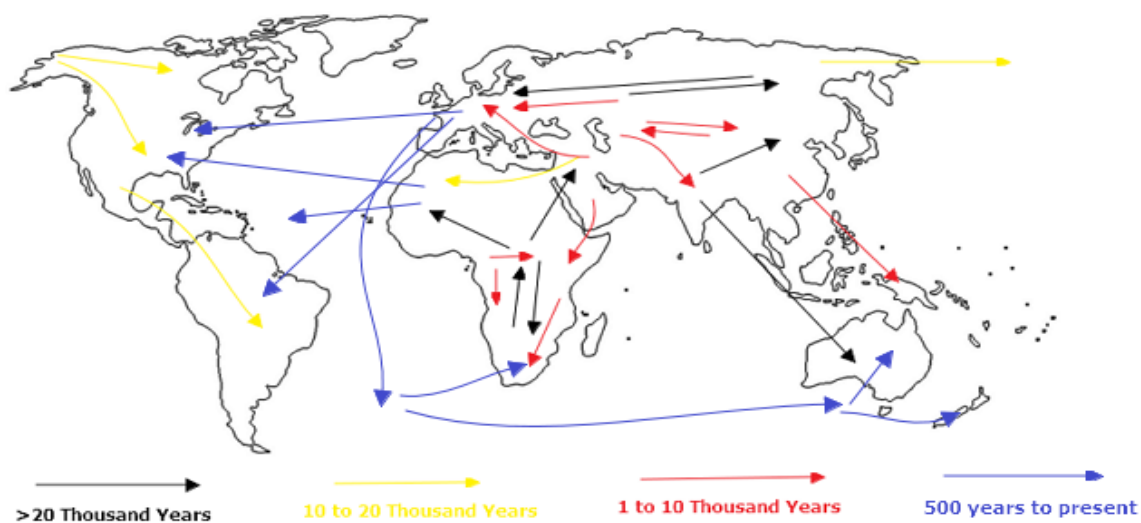 >20 Thousand Years
10 to 20 Thousand Years
1 to 10 Thousand Years
500 years to present